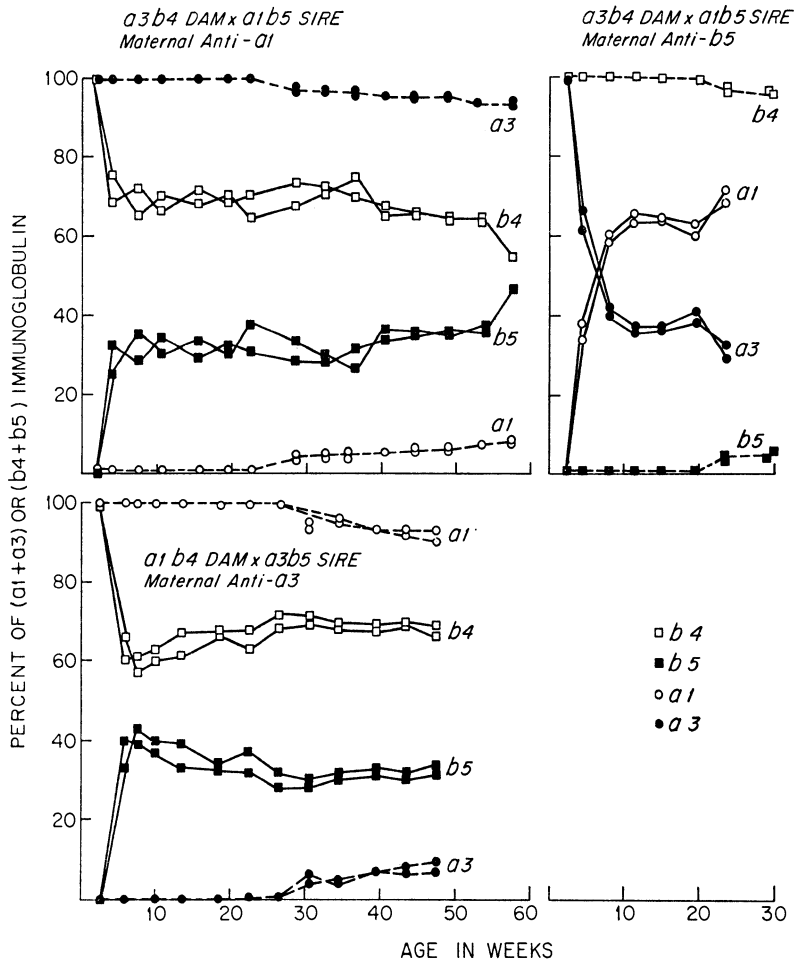 a3b4 DAM x a1b5 SIRE
Maternal Anti-a1
a3b4 DAM x a1b5 SIRE
Maternal Anti-b5
PERCENT OF (a1+a3) OR (b4+b5) IMMUNOGLOBULIN
100
80
60
40
20
a3
b4
b5
a1
b4
a1
a3
b5
100
80
60
40
20
a1
a1b4 DAM x a3b5 SIRE
Maternal Anti-a3
b4
b5
a3
b4
b5
a1
a3
10
20
30
40
50
60
10
20
30
AGE IN WEEKS